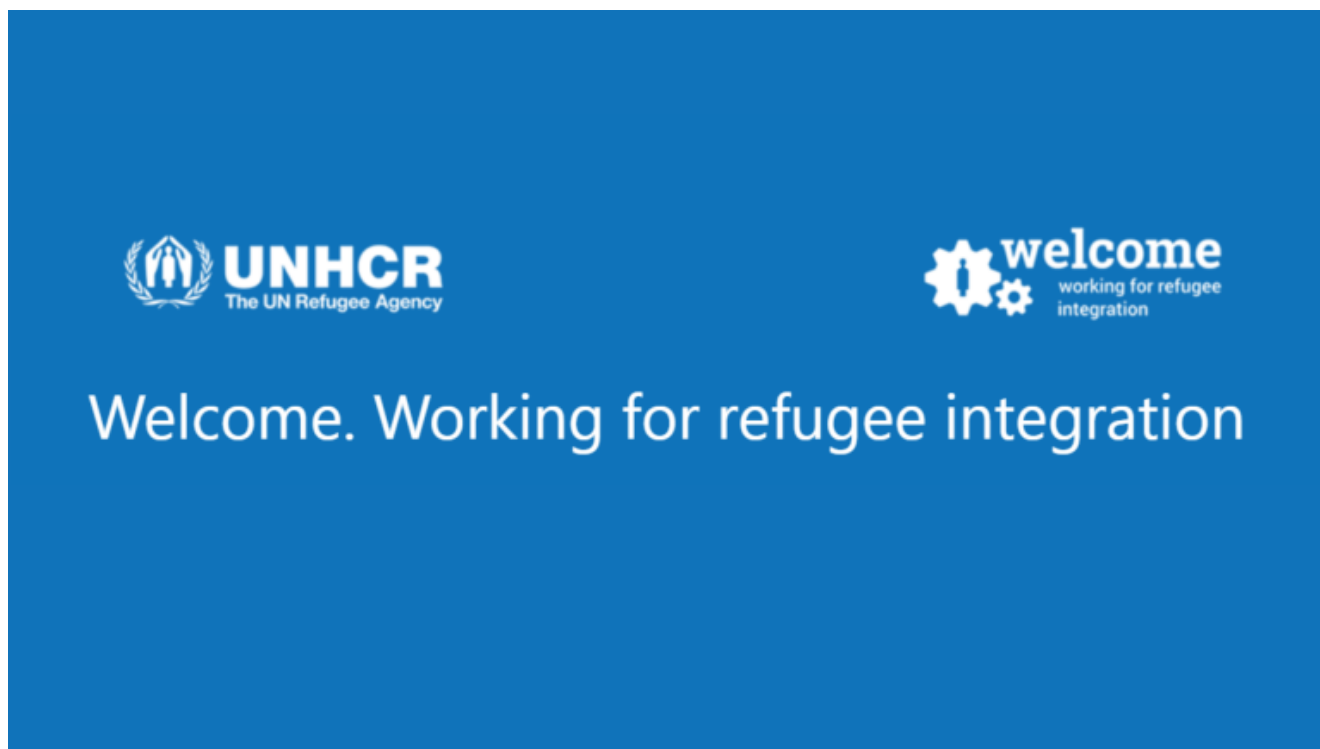 UNHCR
The UN Refugee Agency
welcome
working for refugee
integration
Welcome. Working for refugee integration